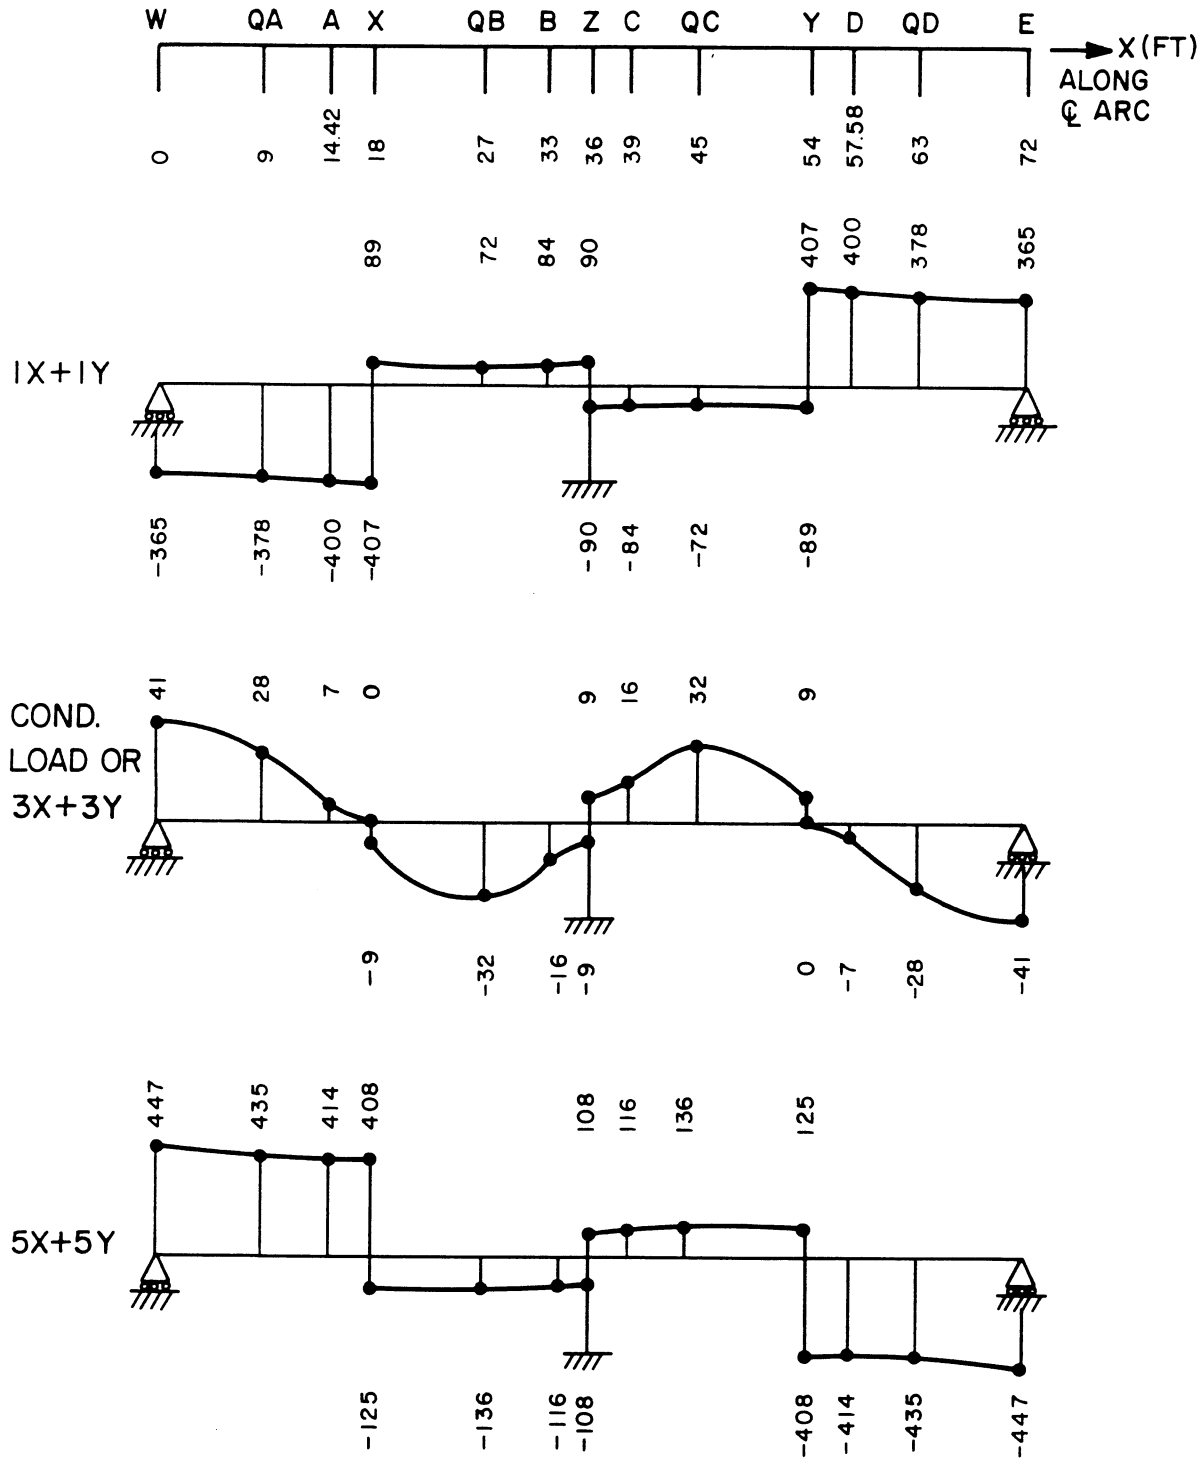 W QA A X QB B Z C QC Y D QD E
X (FT)
ALONG
℄ ARC
0 9 14.42 18 27 33 36 39 45 54 57.58 63 72
89 72 84 90 407 400 378 365
1X+1Y
-365 -378 -400 -407 -90 -84 -72 -89
41 28 7 0 9 16 32 9
COND.
LOAD OR
3X+3Y
-9 -32 -16 -9 0 -7 -28 -41
447 435 414 408 108 116 136 125
5X+5Y
-125 -136 -116 -108 -408 -414 -435 -447